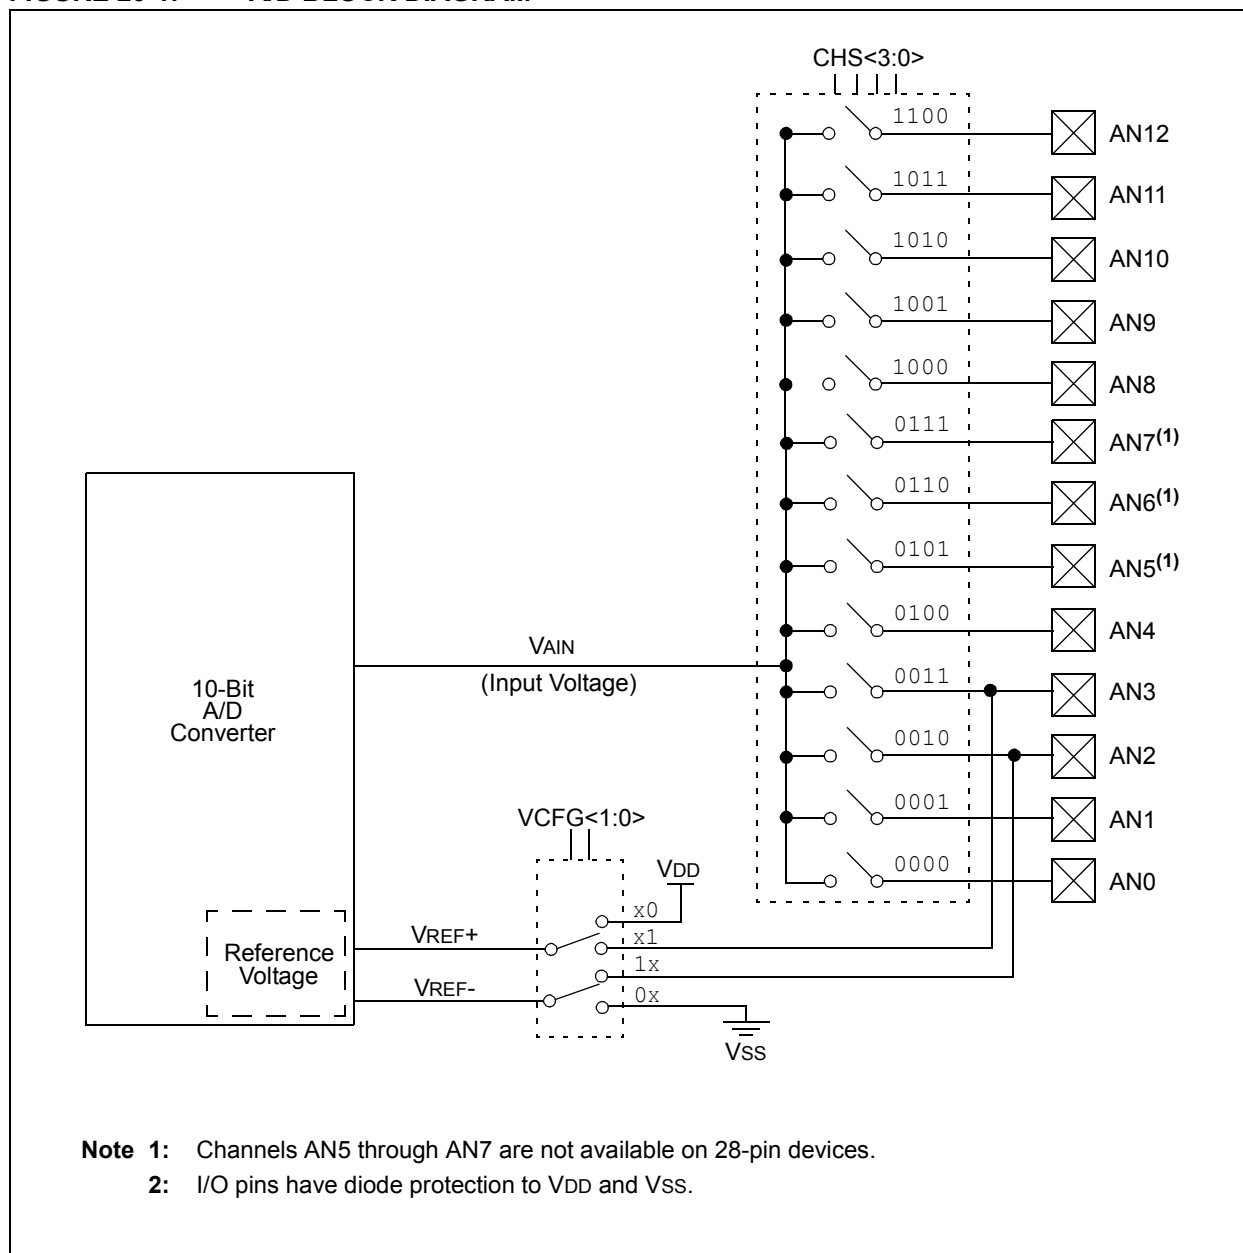 CHS<3:0>
1100 AN12
1011 AN11
1010 AN10
1001 AN9
1000 AN8
0111 AN7(1)
0110 AN6(1)
0101 AN5(1)
0100 AN4
VAIN
(Input Voltage)
0011 AN3
10-Bit
A/D
Converter
0010 AN2
0001 AN1
VCFG<1:0>
0000 AN0
VDD
x0
VREF+
x1
Reference
Voltage
1x
VREF-
0x
VSS
Note 1: Channels AN5 through AN7 are not available on 28-pin devices.
2: I/O pins have diode protection to VDD and VSS.